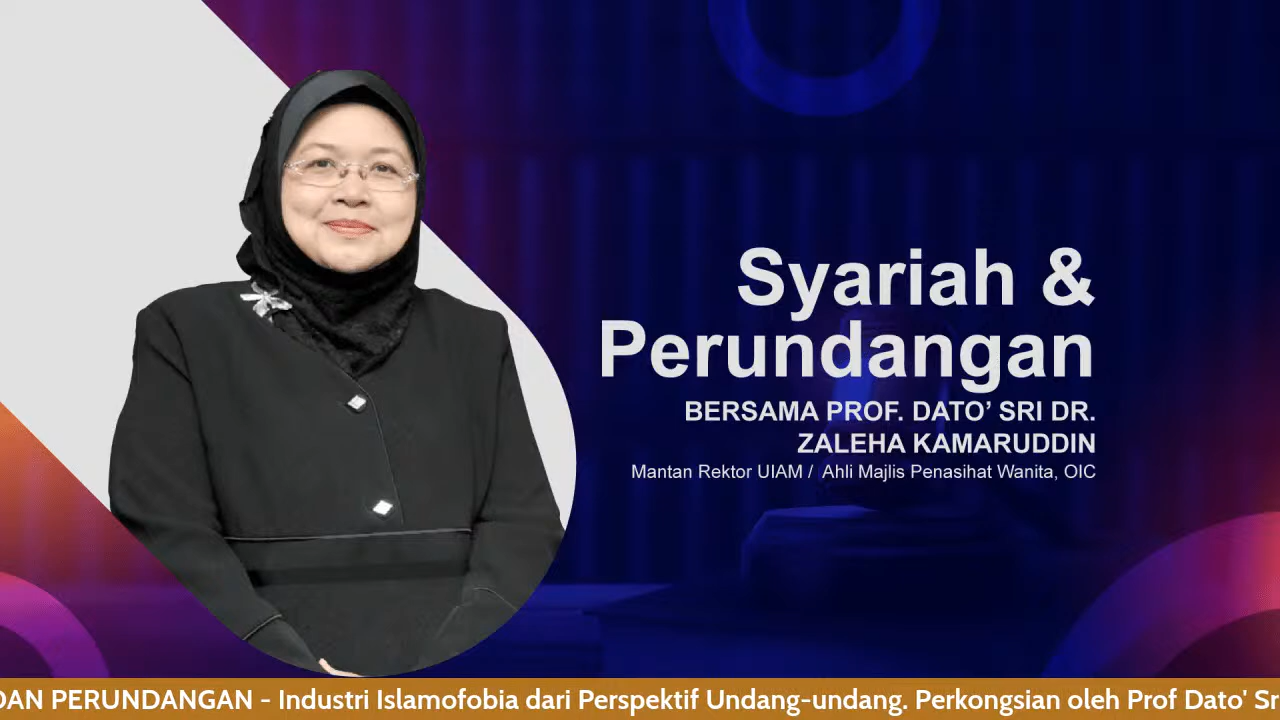 Syariah &
Perundangan
BERSAMA PROF. DATO’ SRI DR.
ZALEHA KAMARUDDIN
Mantan Rektor UIAM / Ahli Majlis Penasihat Wanita, OIC
DAN PERUNDANGAN - Industri Islamofobia dari Perspektif Undang-undang. Perkongsian oleh Prof Dato' Sr